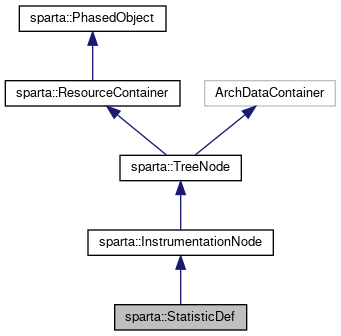 sparta::PhasedObject
sparta::ResourceContainer
ArchDataContainer
sparta::TreeNode
sparta::InstrumentationNode
sparta::StatisticDef